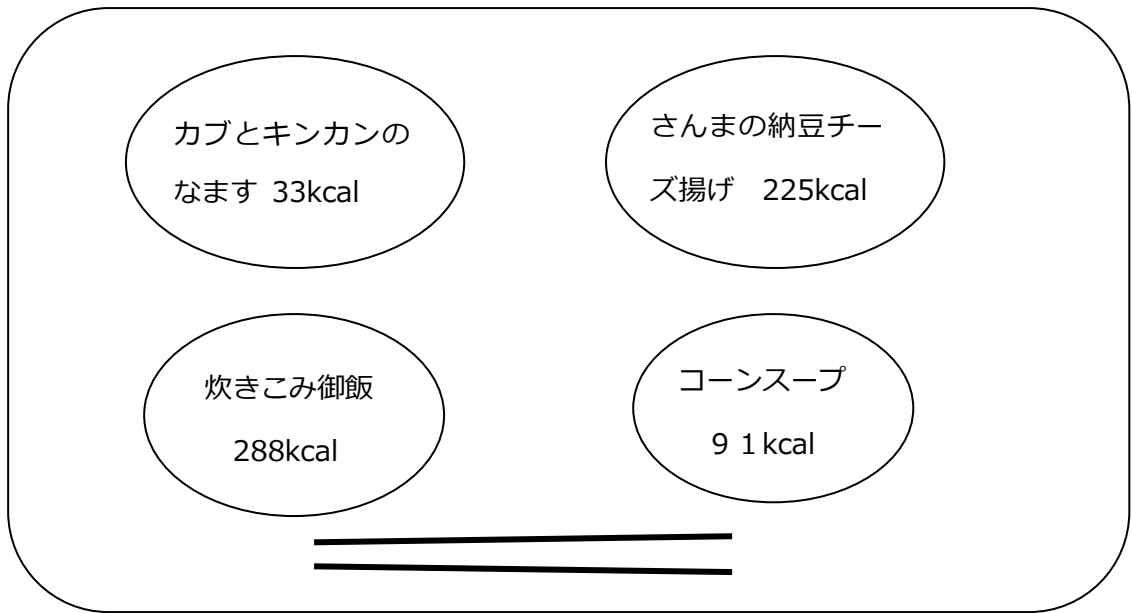 カブとキンカンの
なます 33kcal
さんまの納豆チー
ズ揚げ　225kcal
炊きこみ御飯
288kcal
コーンスープ
９１kcal